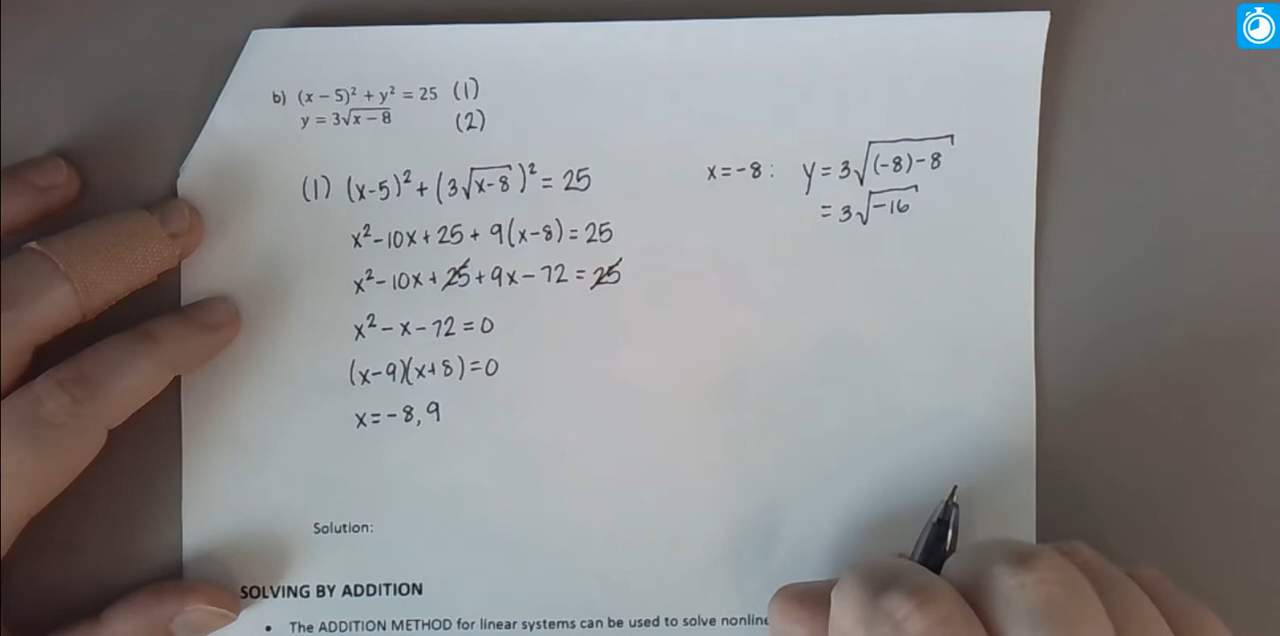 b) (x – 5)² + y² = 25 (1)
y = 3√(x – 8) (2)
(1) (x-5)² + (3√(x-8))² = 25
x² - 10x + 25 + 9(x-8) = 25
x² - 10x + 25 + 9x - 72 = 25
x² - x - 72 = 0
(x-9)(x+8) = 0
x = -8, 9
x = -8: y = 3√((-8)-8)
= 3√(-16)
Solution:
SOLVING BY ADDITION
• The ADDITION METHOD for linear systems can be used to solve